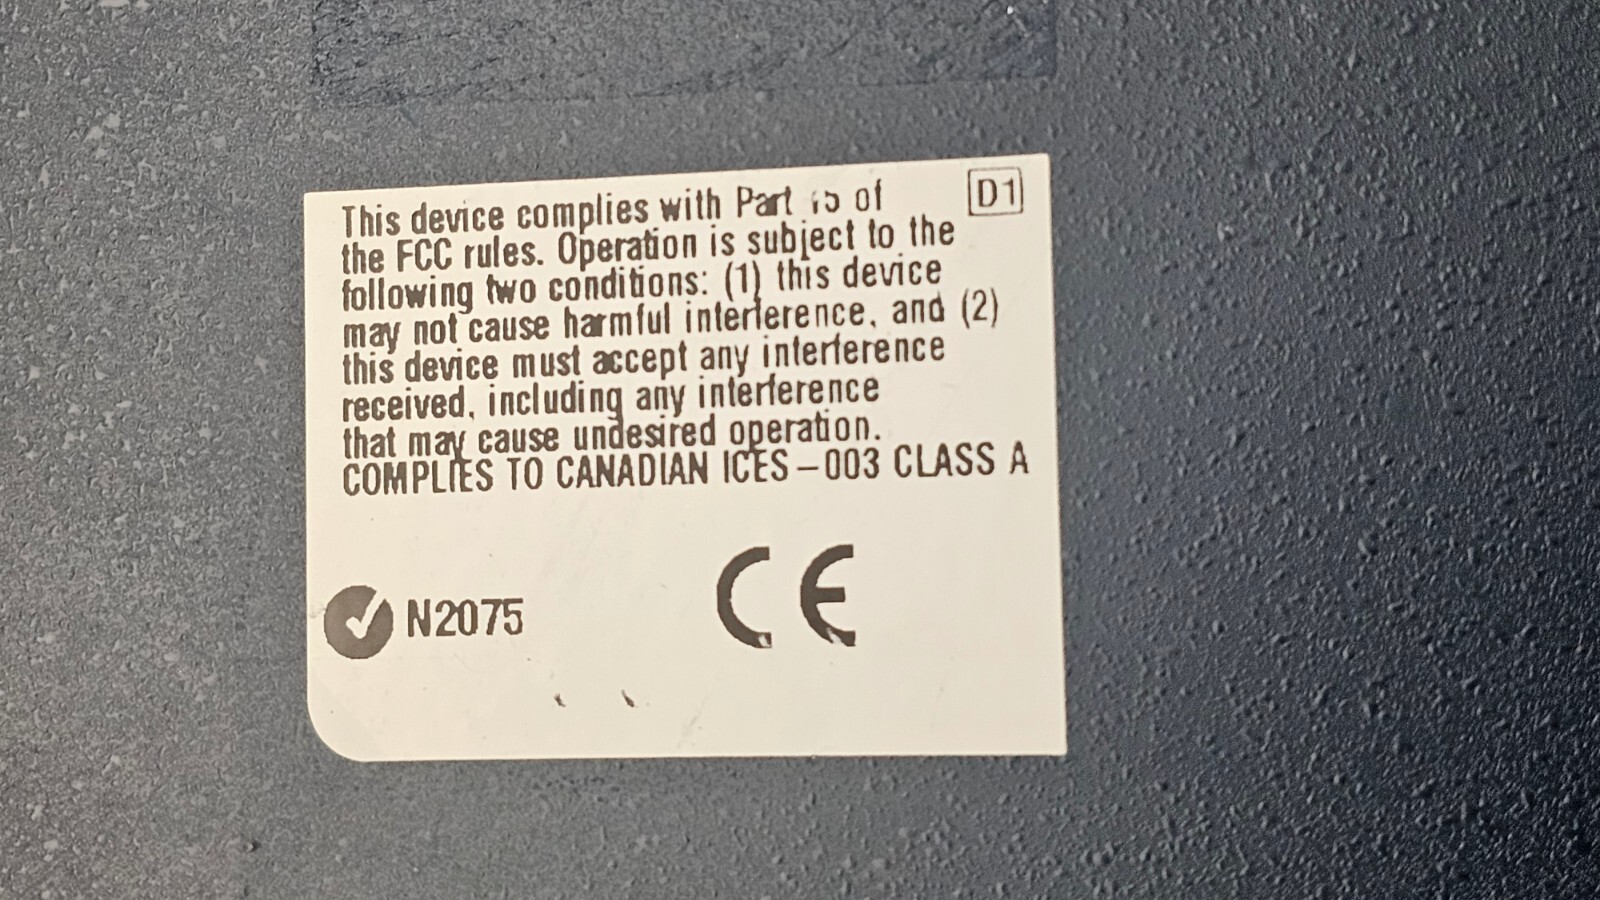 This device complies with Part 15 of
D1
the FCC rules. Operation is subject to the
following two conditions: (1) this device
may not cause harmful interference, and (2)
this device must accept any interference
received, including any interference
that may cause undesired operation.
COMPLIES TO CANADIAN ICES-003 CLASS A
N2075
CE